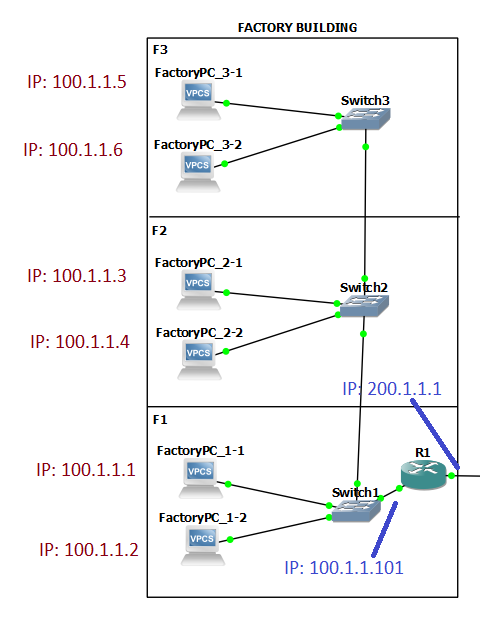 FACTORY BUILDING
F3
FactoryPC_3-1
IP: 100.1.1.5
VPCS
Switch3
FactoryPC_3-2
IP: 100.1.1.6
VPCS
F2
FactoryPC_2-1
IP: 100.1.1.3
VPCS
Switch2
FactoryPC_2-2
IP: 100.1.1.4
VPCS
IP: 200.1.1.1
F1
FactoryPC_1-1
R1
IP: 100.1.1.1
VPCS
Switch1
FactoryPC_1-2
IP: 100.1.1.2
VPCS
IP: 100.1.1.101